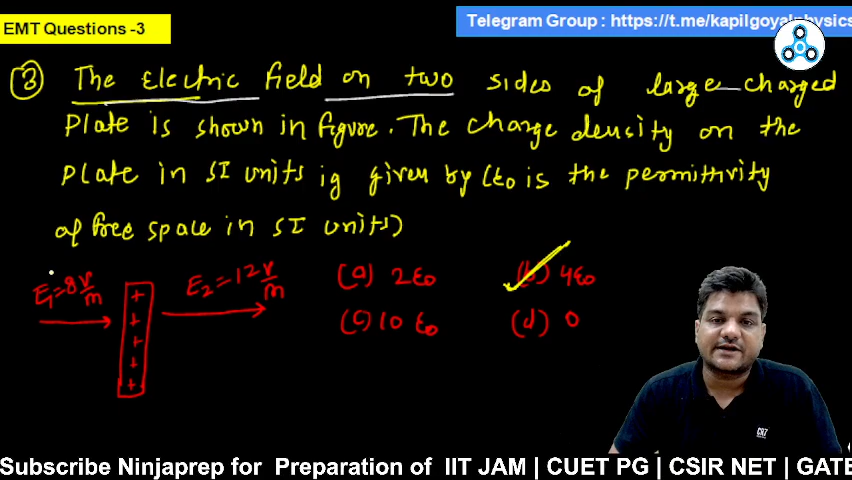 EMT Questions -3
Telegram Group : https://t.me/kapilgoyalphysics
③ The Electric field on two sides of large charged
Plate is shown in figure. The charge density on the
Plate in SI units ig given by (ε0 is the permittivity
of free space in SI units)
E1=8 V/m
E2=12 V/m
(a) 2ε0
(b) 4ε0
(c) 10 ε0
(d) 0
+
+
+
+
+
Subscribe Ninjaprep for Preparation of IIT JAM | CUET PG | CSIR NET | GATE